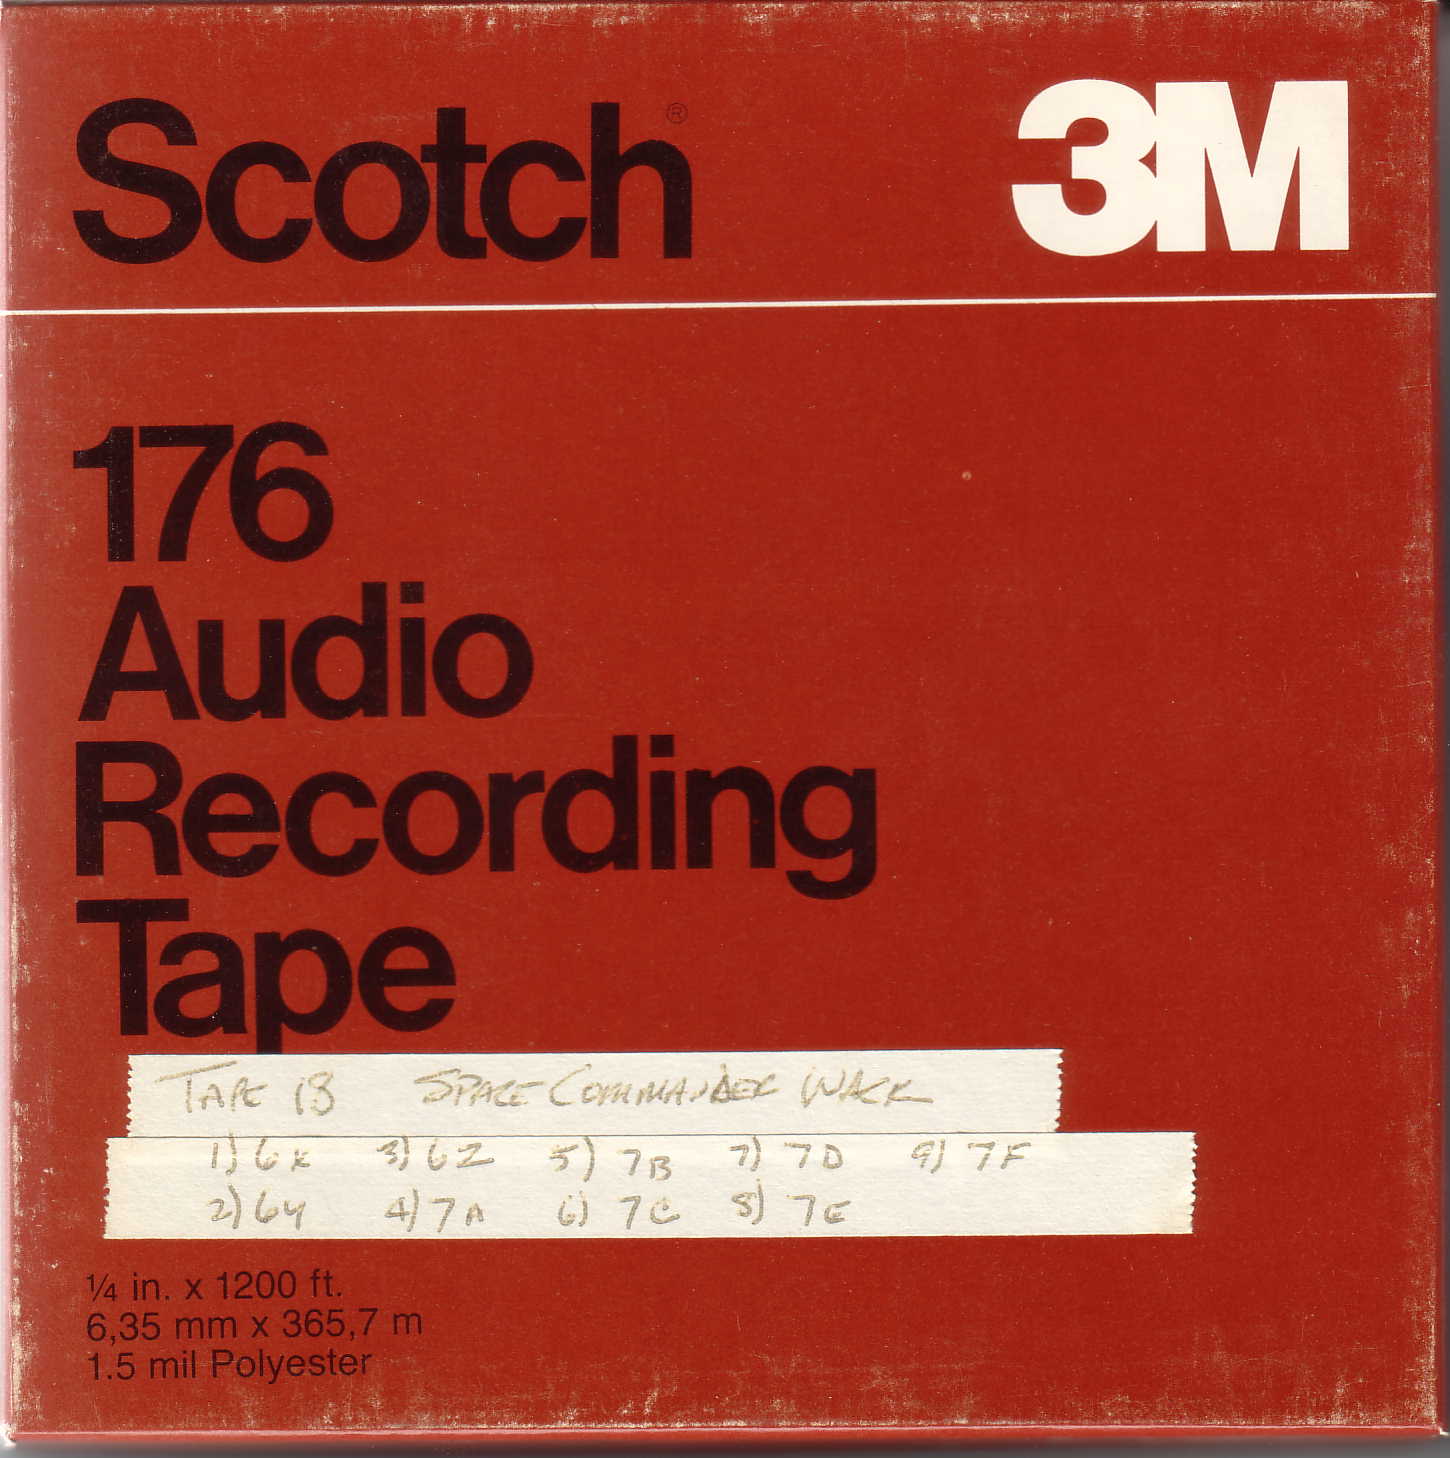 Scotch® 3M
176
Audio
Recording
Tape
TAPE 13 SPACE COMMANDER WACK
1) 6X 3) 6Z 5) 7B 7) 7D 9) 7F
2) 6Y 4) 7A 6) 7C 8) 7E
¼ in. x 1200 ft.
6,35 mm x 365,7 m
1.5 mil Polyester